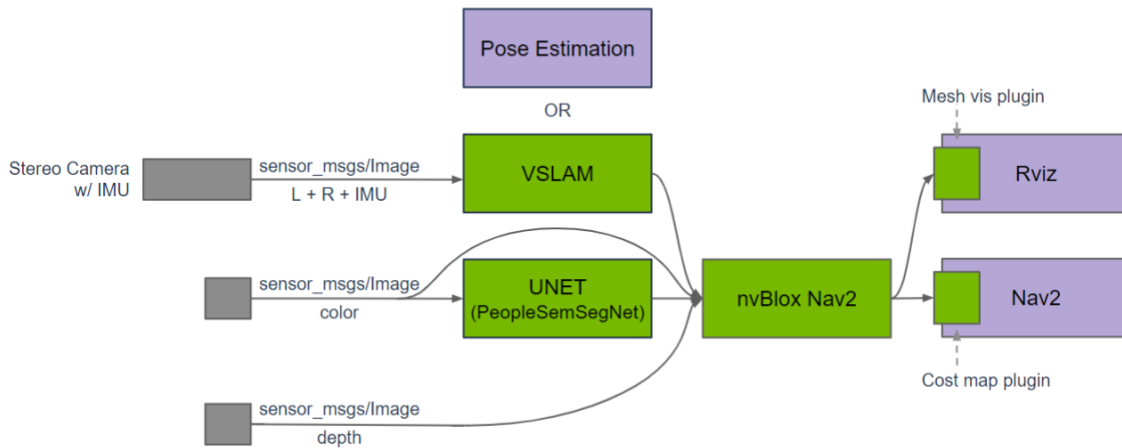 Pose Estimation
OR
Mesh vis plugin
Stereo Camera
w/ IMU
sensor_msgs/Image
L + R + IMU
VSLAM
Rviz
sensor_msgs/Image
color
UNET
(PeopleSemSegNet)
nvBlox Nav2
Nav2
Cost map plugin
sensor_msgs/Image
depth